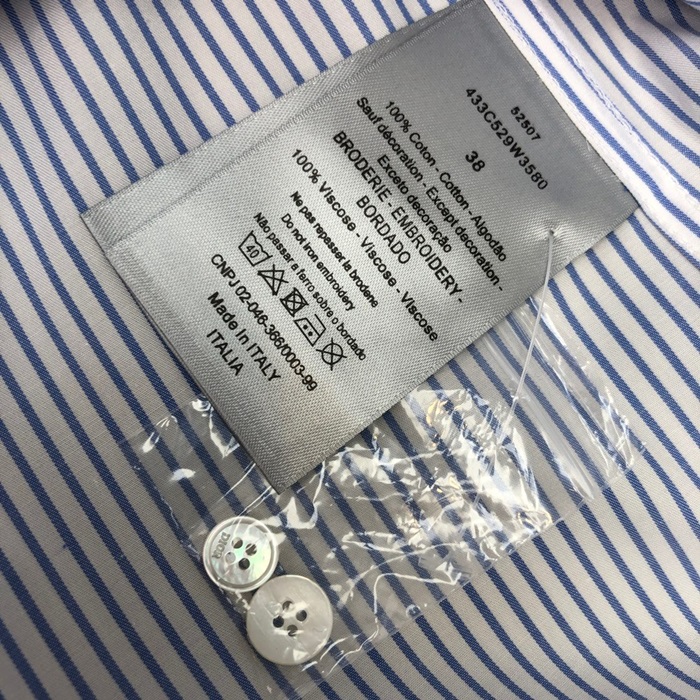 52507
433C529W3580
38
100% Coton - Cotton - Algodão
Sauf décoration - Except décoration -
Exceto decoração
BRODERIE - EMBROIDERY -
BORDADO
100% Viscose - Viscose - Viscose
Ne pas repasser la broderie
Do not iron embroidery
Não passar a ferro sobre o bordado
40
CNPJ 02-046-366/0003-99
Made in ITALY
ITALIA